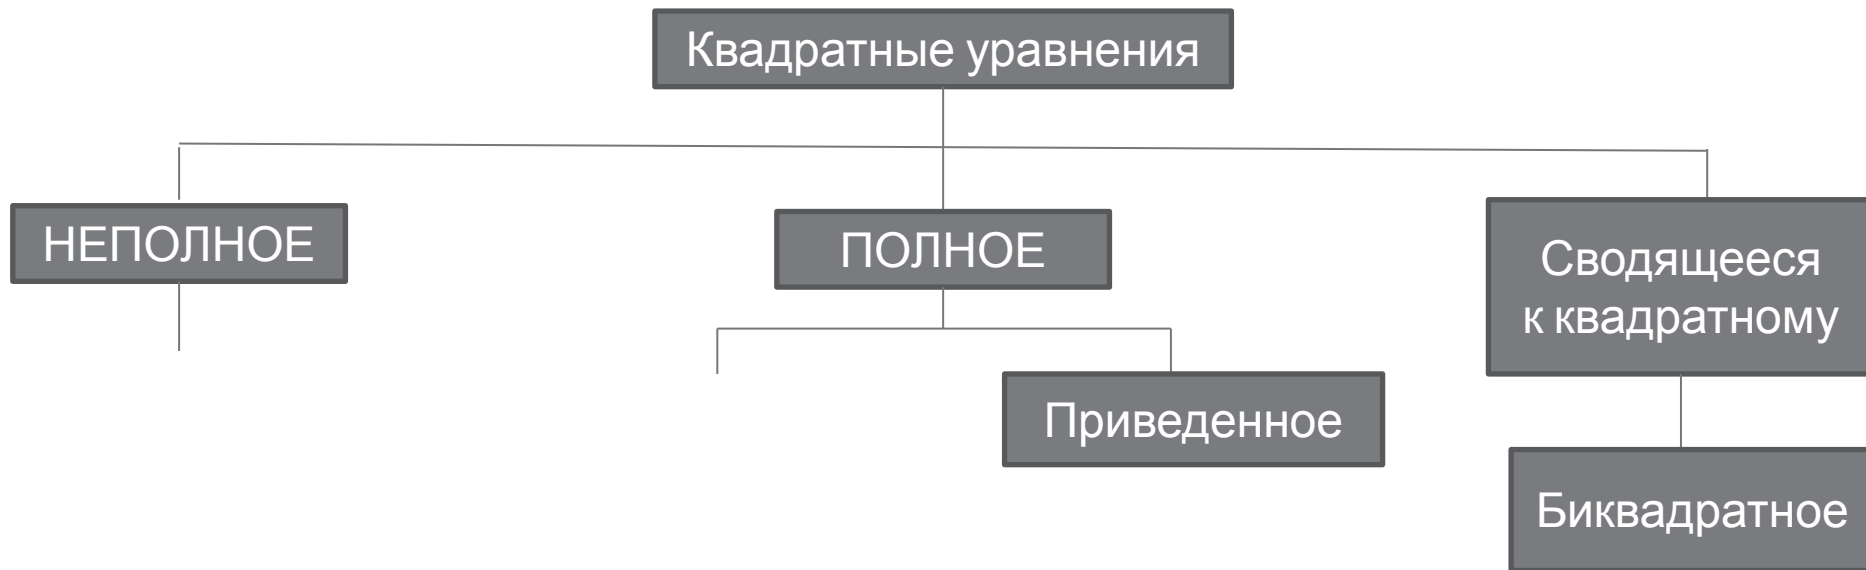 Квадратные уравнения
НЕПОЛНОЕ
ПОЛНОЕ
Сводящееся
к квадратному
Приведенное
Биквадратное